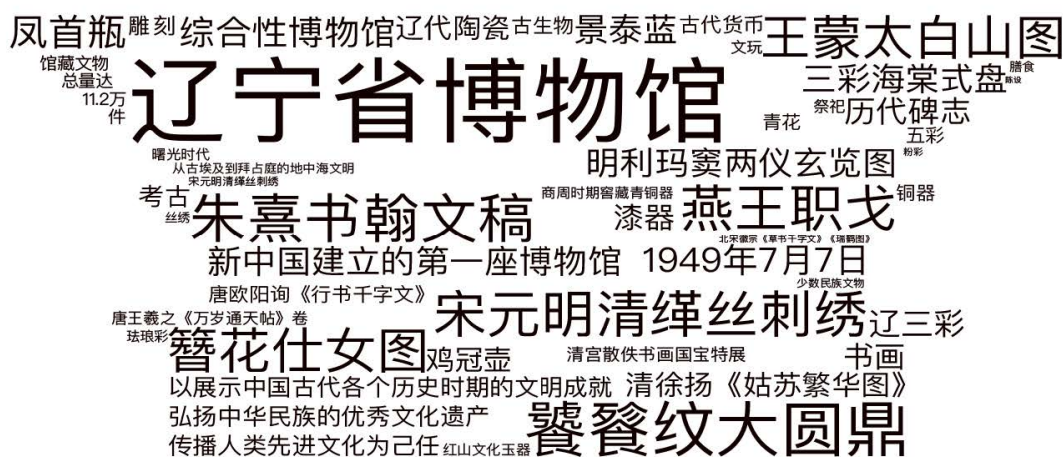 凤首瓶 雕刻 综合性博物馆 辽代陶瓷 古生物 景泰蓝 古代货币 王蒙太白山图
文玩
馆藏文物
总量达
11.2万
件
辽宁省博物馆
膳食
三彩海棠式盘
陈设
祭祀
历代碑志
青花
五彩
粉彩
曙光时代
从古埃及到拜占庭的地中海文明
宋元明清缂丝刺绣
明利玛窦两仪玄览图
考古
丝绣
朱熹书翰文稿
商周时期窖藏青铜器
漆器
燕王职戈
铜器
北宋徽宗《草书千字文》《瑞鹤图》
新中国建立的第一座博物馆 1949年7月7日
少数民族文物
唐欧阳询《行书千字文》
宋元明清缂丝刺绣
辽三彩
唐王羲之《万岁通天帖》卷
珐琅彩
簪花仕女图
鸡冠壶
清宫散佚书画国宝特展
书画
以展示中国古代各个历史时期的文明成就 清徐扬《姑苏繁华图》
弘扬中华民族的优秀文化遗产
饕餮纹大圆鼎
传播人类先进文化为己任
红山文化玉器